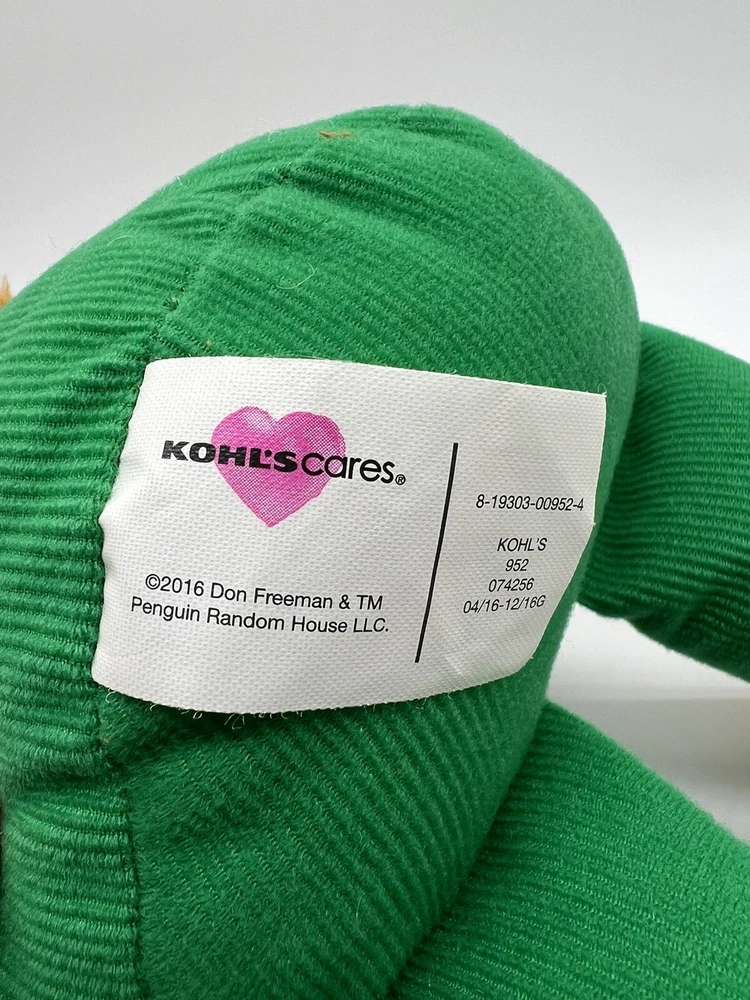 KOHL'S cares®
©2016 Don Freeman & TM
Penguin Random House LLC.
8-19303-00952-4
KOHL'S
952
074256
04/16-12/16G